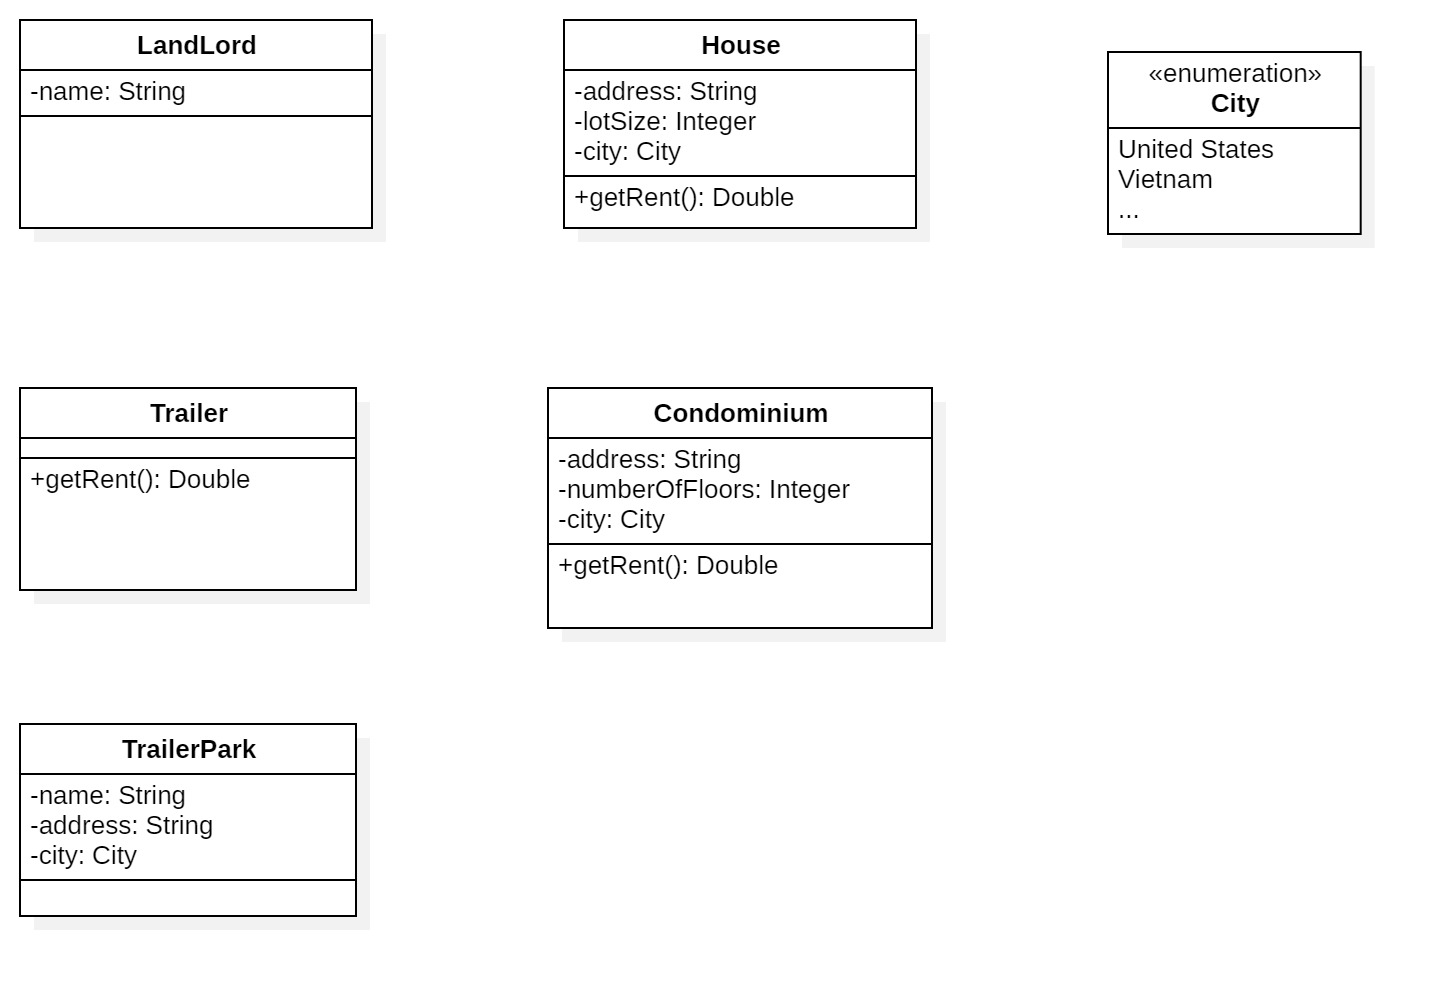 LandLord
-name: String
House
-address: String
-lotSize: Integer
-city: City
+getRent(): Double
«enumeration»
City
United States
Vietnam
...
Trailer
+getRent(): Double
Condominium
-address: String
-numberOfFloors: Integer
-city: City
+getRent(): Double
TrailerPark
-name: String
-address: String
-city: City